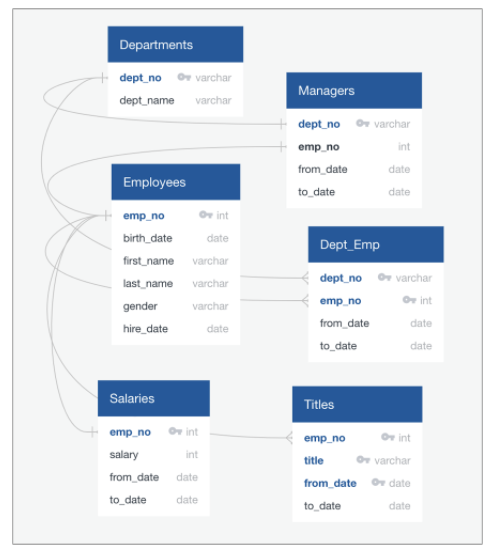 Departments
dept_no varchar
dept_name varchar
Managers
dept_no varchar
emp_no int
from_date date
to_date date
Employees
emp_no int
birth_date date
first_name varchar
last_name varchar
gender varchar
hire_date date
Dept_Emp
dept_no varchar
emp_no int
from_date date
to_date date
Salaries
emp_no int
salary int
from_date date
to_date date
Titles
emp_no int
title varchar
from_date date
to_date date